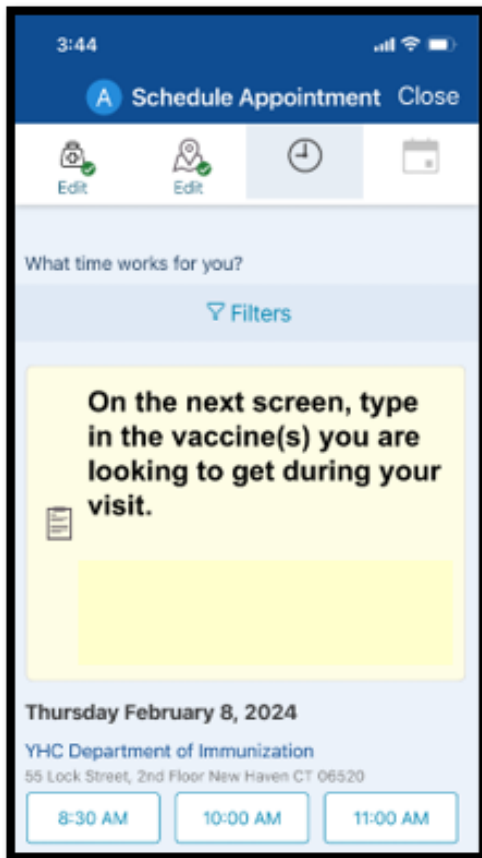 3:44
A Schedule Appointment Close
Edit Edit
What time works for you?
Filters
On the next screen, type
in the vaccine(s) you are
looking to get during your
visit.
Thursday February 8, 2024
YHC Department of Immunization
55 Lock Street, 2nd Floor New Haven CT 06520
8:30 AM 10:00 AM 11:00 AM